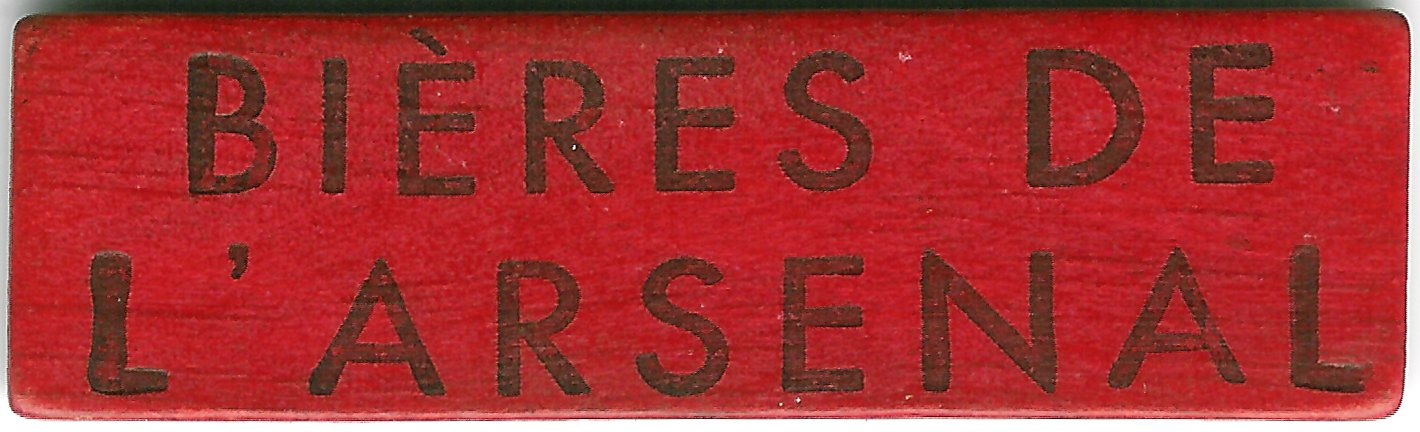 BIÈRES DE
L'ARSENAL